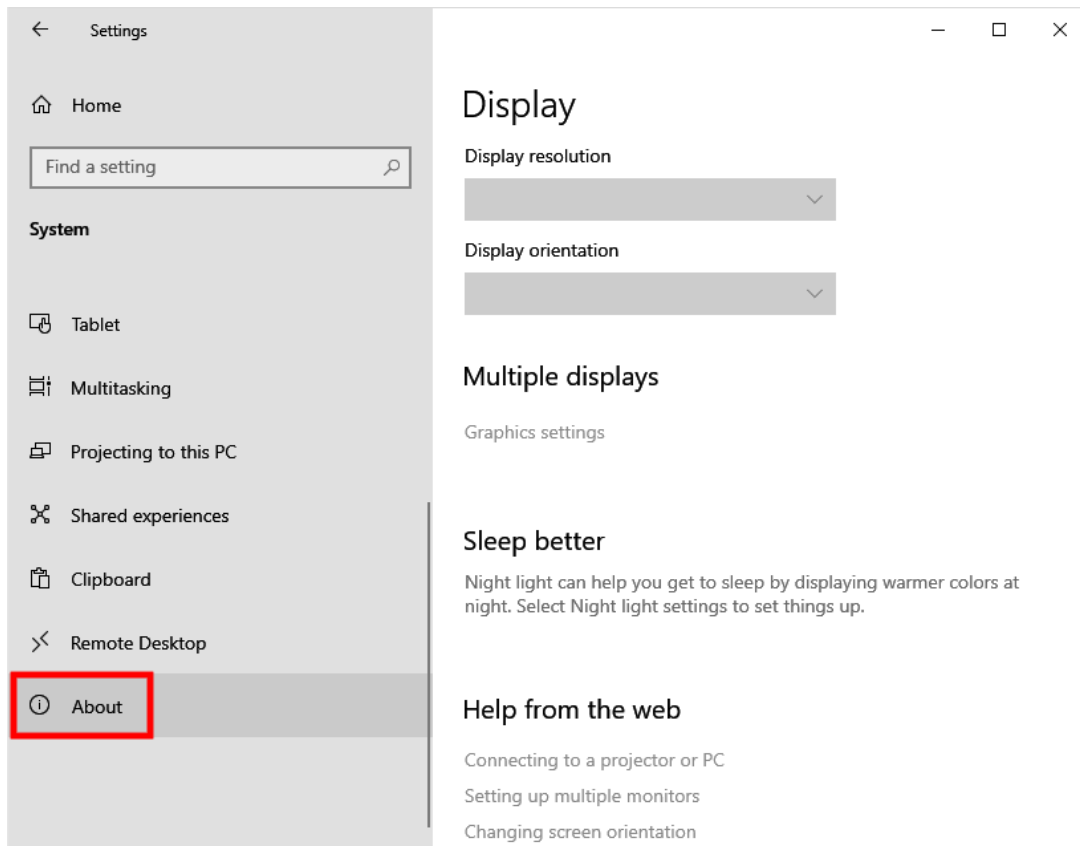 Settings
Home
Find a setting
System
Tablet
Multitasking
Projecting to this PC
Shared experiences
Clipboard
Remote Desktop
About
Display
Display resolution
Display orientation
Multiple displays
Graphics settings
Sleep better
Night light can help you get to sleep by displaying warmer colors at
night. Select Night light settings to set things up.
Help from the web
Connecting to a projector or PC
Setting up multiple monitors
Changing screen orientation